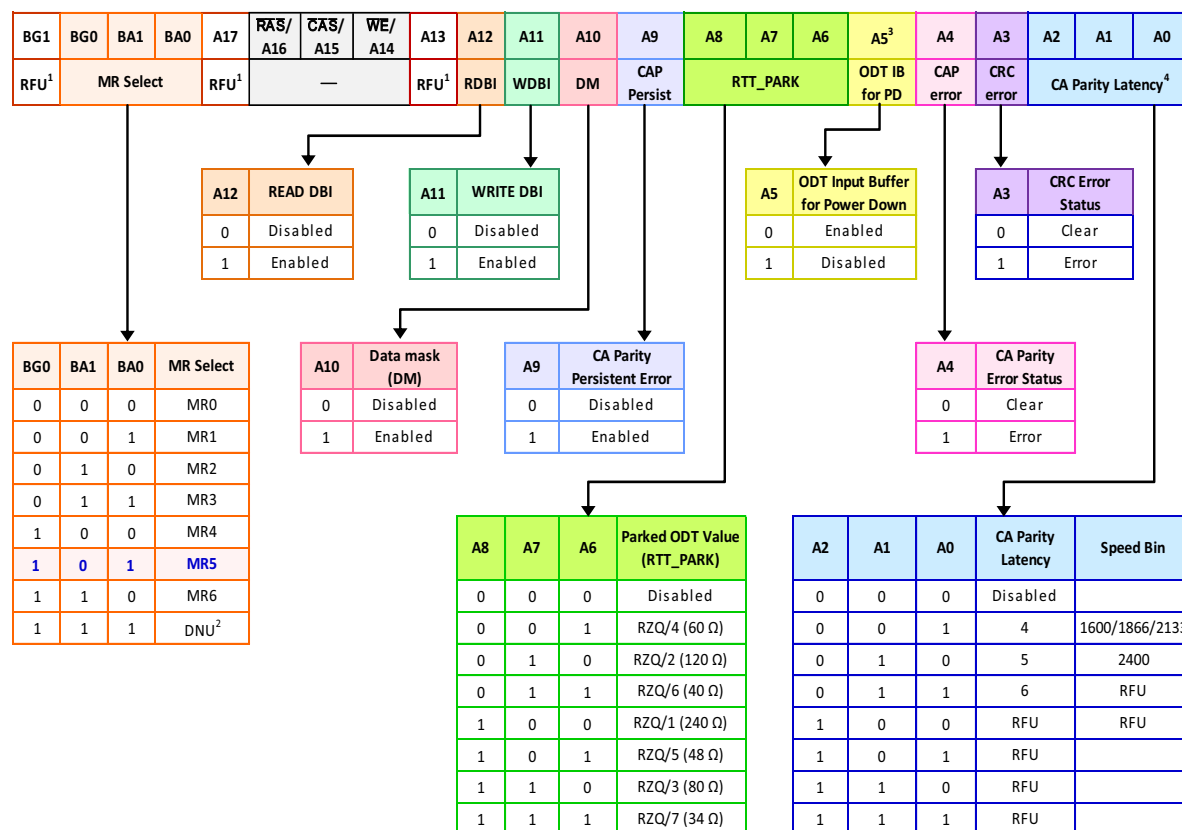 BG1 BG0 BA1 BA0 A17 RAS/ A16 CAS/ A15 WE/ A14 A13 A12 A11 A10 A9 A8 A7 A6 A5³ A4 A3 A2 A1 A0
RFU¹ MR Select RFU¹ — RFU¹ RDBI WDBI DM CAP Persist RTT_PARK ODT IB for PD CAP error CRC error CA Parity Latency⁴
A12 READ DBI
0 Disabled
1 Enabled
A11 WRITE DBI
0 Disabled
1 Enabled
A5 ODT Input Buffer for Power Down
0 Enabled
1 Disabled
A3 CRC Error Status
0 Clear
1 Error
BG0 BA1 BA0 MR Select
0 0 0 MR0
0 0 1 MR1
0 1 0 MR2
0 1 1 MR3
1 0 0 MR4
1 0 1 MR5
1 1 0 MR6
1 1 1 DNU²
A10 Data mask (DM)
0 Disabled
1 Enabled
A9 CA Parity Persistent Error
0 Disabled
1 Enabled
A4 CA Parity Error Status
0 Clear
1 Error
A8 A7 A6 Parked ODT Value (RTT_PARK)
0 0 0 Disabled
0 0 1 RZQ/4 (60 Ω)
0 1 0 RZQ/2 (120 Ω)
0 1 1 RZQ/6 (40 Ω)
1 0 0 RZQ/1 (240 Ω)
1 0 1 RZQ/5 (48 Ω)
1 1 0 RZQ/3 (80 Ω)
1 1 1 RZQ/7 (34 Ω)
A2 A1 A0 CA Parity Latency Speed Bin
0 0 0 Disabled
0 0 1 4 1600/1866/2133
0 1 0 5 2400
0 1 1 6 RFU
1 0 0 RFU RFU
1 0 1 RFU
1 1 0 RFU
1 1 1 RFU